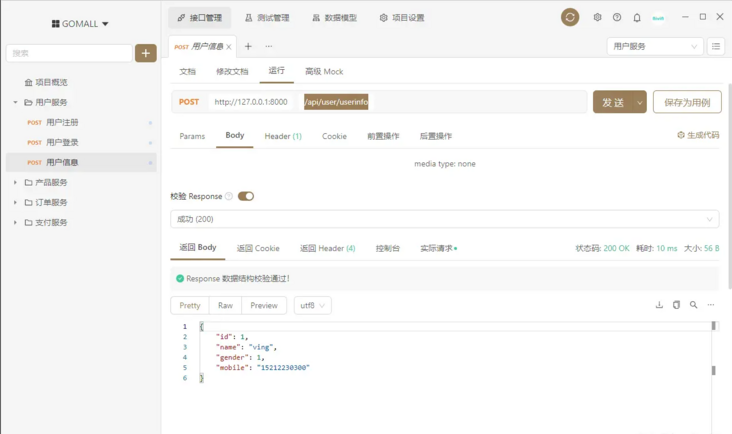 GOMALL
接口管理
测试管理
数据模型
项目设置
搜索
+
POST 用户信息
用户服务
项目概览
用户服务
POST 用户注册
POST 用户登录
POST 用户信息
产品服务
订单服务
支付服务
文档
修改文档
运行
高级 Mock
POST
http://127.0.0.1:8000
/api/user/userinfo
发送
保存为用例
Params
Body
Header (1)
Cookie
前置操作
后置操作
生成代码
media type: none
校验 Response
成功 (200)
返回 Body
返回 Cookie
返回 Header (4)
控制台
实际请求
状态码: 200 OK 耗时: 10 ms 大小: 56 B
Response 数据结构校验通过!
Pretty
Raw
Preview
utf8
1 {
2 "id": 1,
3 "name": "ving",
4 "gender": 1,
5 "mobile": "15212230300"
6 }